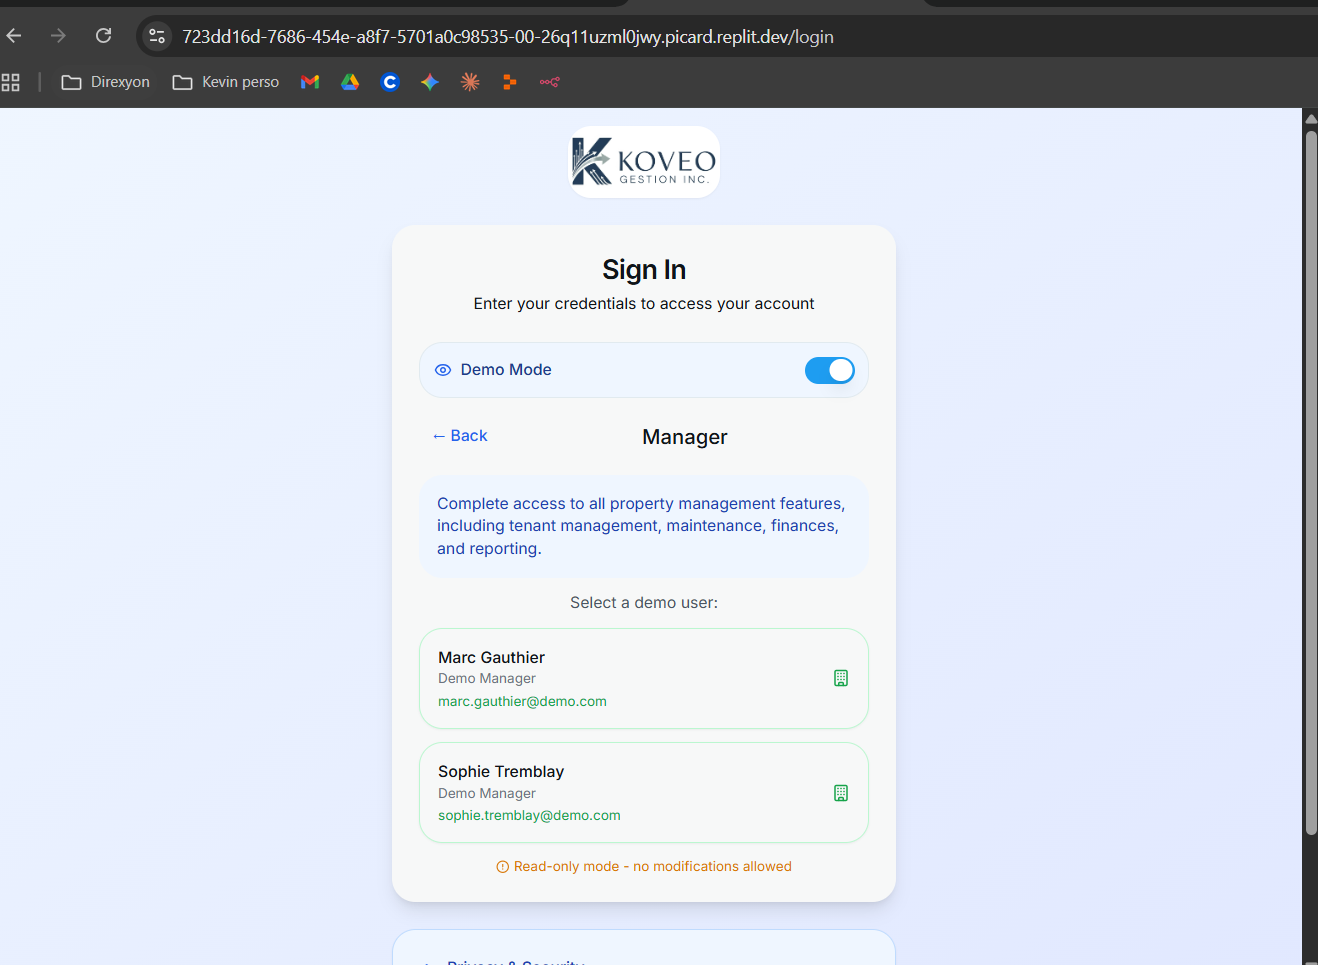 723dd16d-7686-454e-a8f7-5701a0c98535-00-26q11uzml0jwy.picard.replit.dev/login
Direxyon
Kevin perso
KOVEO
GESTION INC.
Sign In
Enter your credentials to access your account
Demo Mode
← Back
Manager
Complete access to all property management features,
including tenant management, maintenance, finances,
and reporting.
Select a demo user:
Marc Gauthier
Demo Manager
marc.gauthier@demo.com
Sophie Tremblay
Demo Manager
sophie.tremblay@demo.com
Read-only mode - no modifications allowed
Privacy & Security